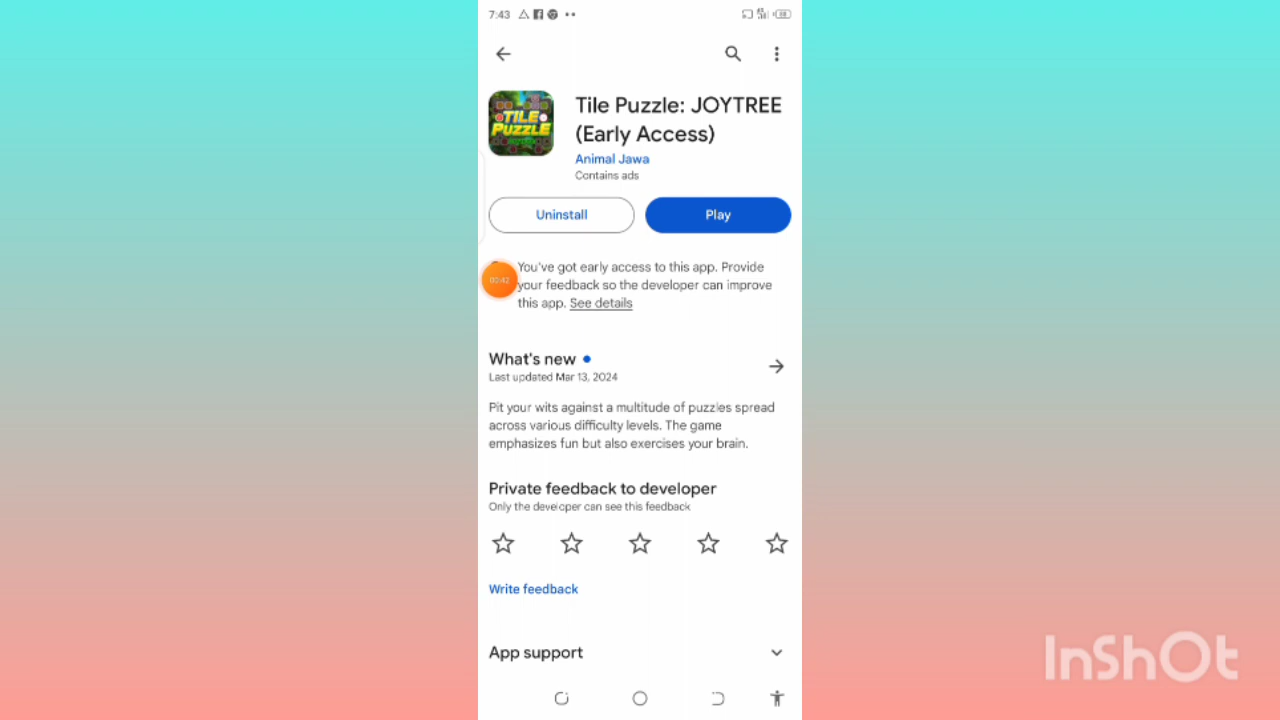 7:43
Tile Puzzle: JOYTREE
(Early Access)
TILE
PUZZLE
Animal Jawa
Contains ads
Uninstall
Play
You've got early access to this app. Provide
your feedback so the developer can improve
this app. See details
00:42
What's new
Last updated Mar 13, 2024
Pit your wits against a multitude of puzzles spread
across various difficulty levels. The game
emphasizes fun but also exercises your brain.
Private feedback to developer
Only the developer can see this feedback
Write feedback
App support
InShOt